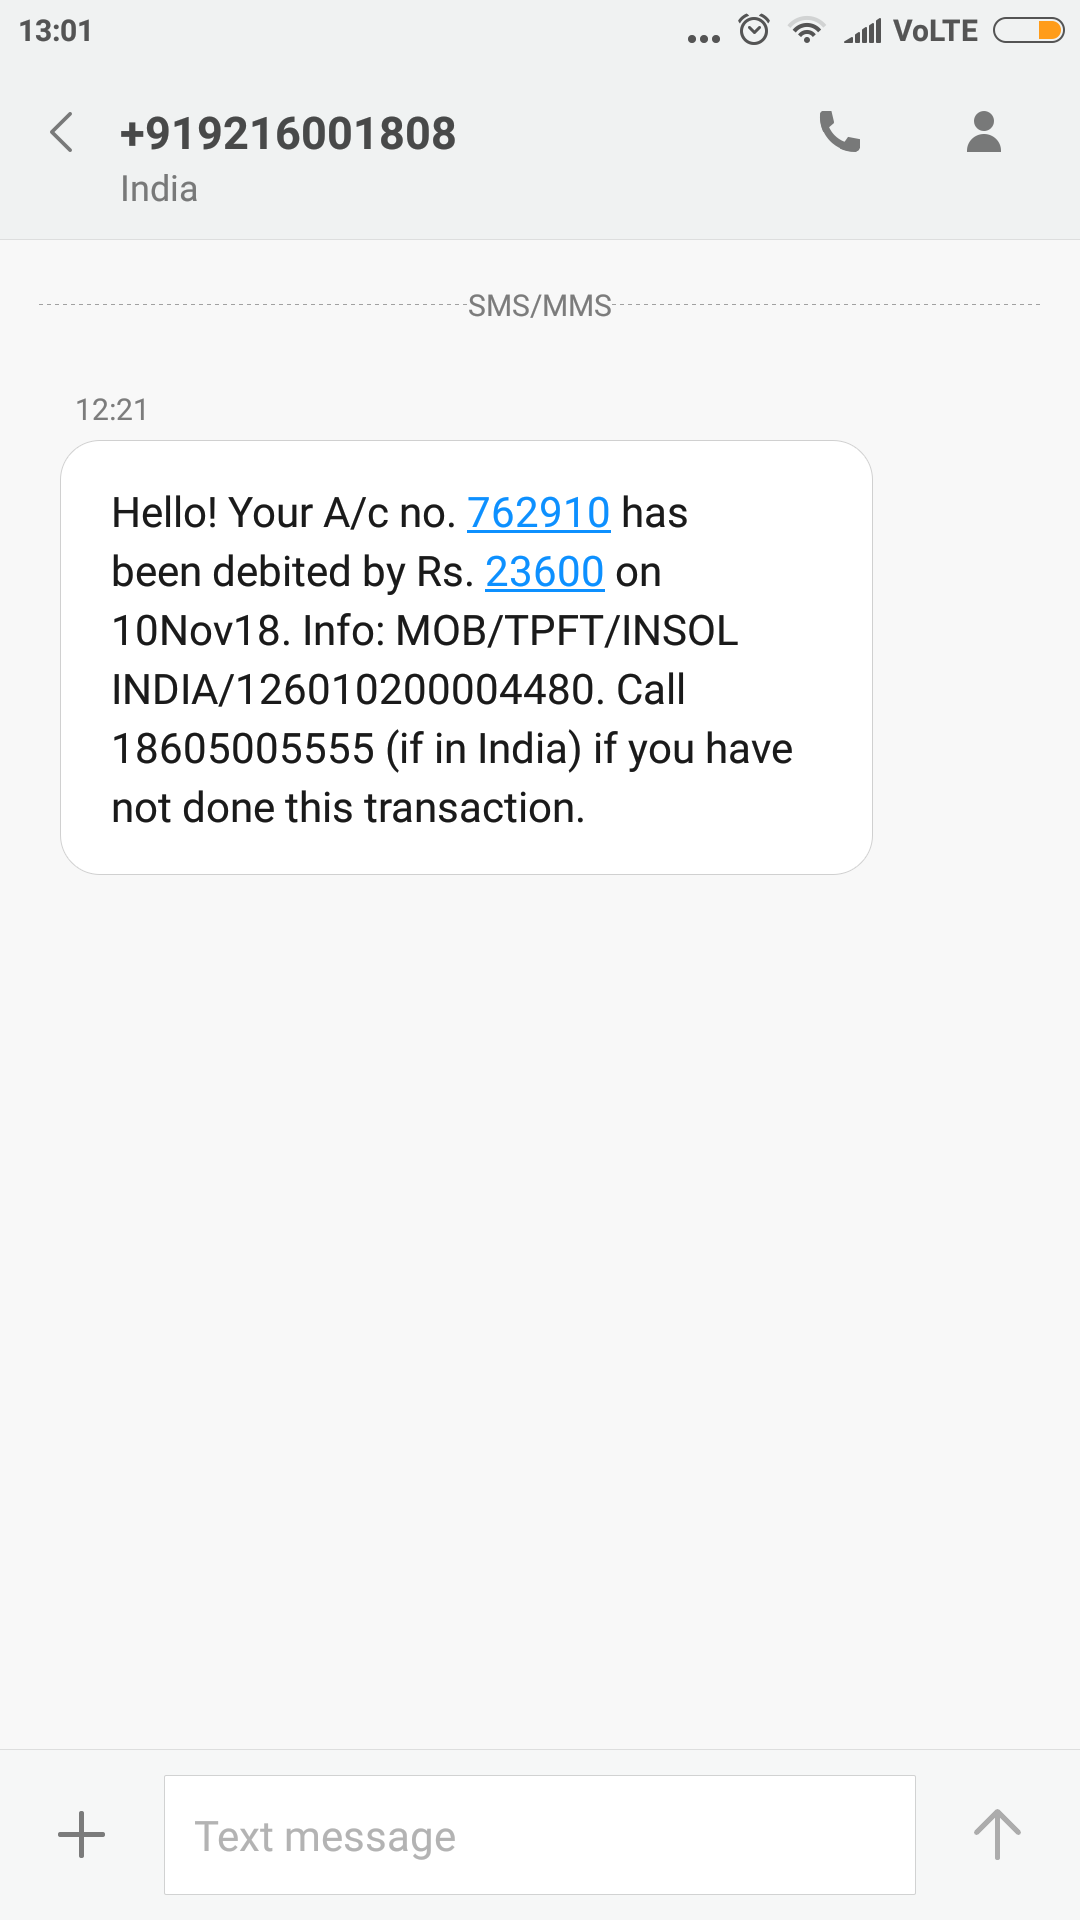 13:01
... VoLTE
+919216001808
India
SMS/MMS
12:21
Hello! Your A/c no. 762910 has
been debited by Rs. 23600 on
10Nov18. Info: MOB/TPFT/INSOL
INDIA/126010200004480. Call
18605005555 (if in India) if you have
not done this transaction.
Text message